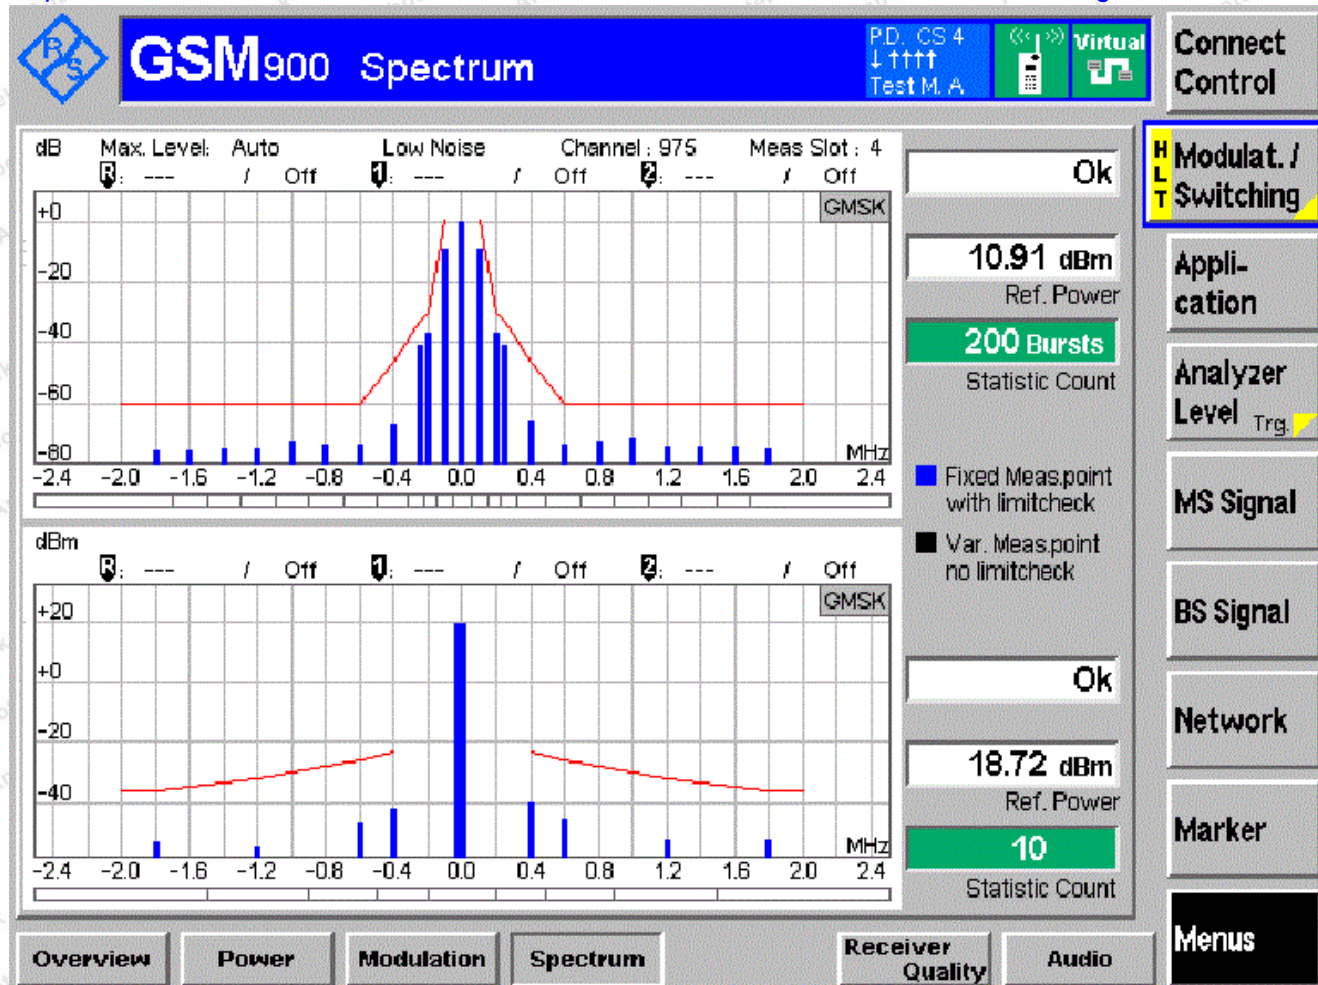 R S
GSM900 Spectrum
P.D. CS 4
↓ ↑↑↑↑
Test M. A.
Virtual
Connect
Control
dB Max. Level: Auto Low Noise Channel : 975 Meas Slot : 4
R: --- / Off 1: --- / Off 2: --- / Off
GMSK
+0
-20
-40
-60
-80
MHz
-2.4 -2.0 -1.6 -1.2 -0.8 -0.4 0.0 0.4 0.8 1.2 1.6 2.0 2.4
Ok
10.91 dBm
Ref. Power
200 Bursts
Statistic Count
Fixed Meas.point
with limitcheck
Var. Meas.point
no limitcheck
dBm
R: --- / Off 1: --- / Off 2: --- / Off
GMSK
+20
+0
-20
-40
MHz
-2.4 -2.0 -1.6 -1.2 -0.8 -0.4 0.0 0.4 0.8 1.2 1.6 2.0 2.4
Ok
18.72 dBm
Ref. Power
10
Statistic Count
HLT
Modulat. /
Switching
Appli-
cation
Analyzer
Level Trg.
MS Signal
BS Signal
Network
Marker
Menus
Overview
Power
Modulation
Spectrum
Receiver
Quality
Audio